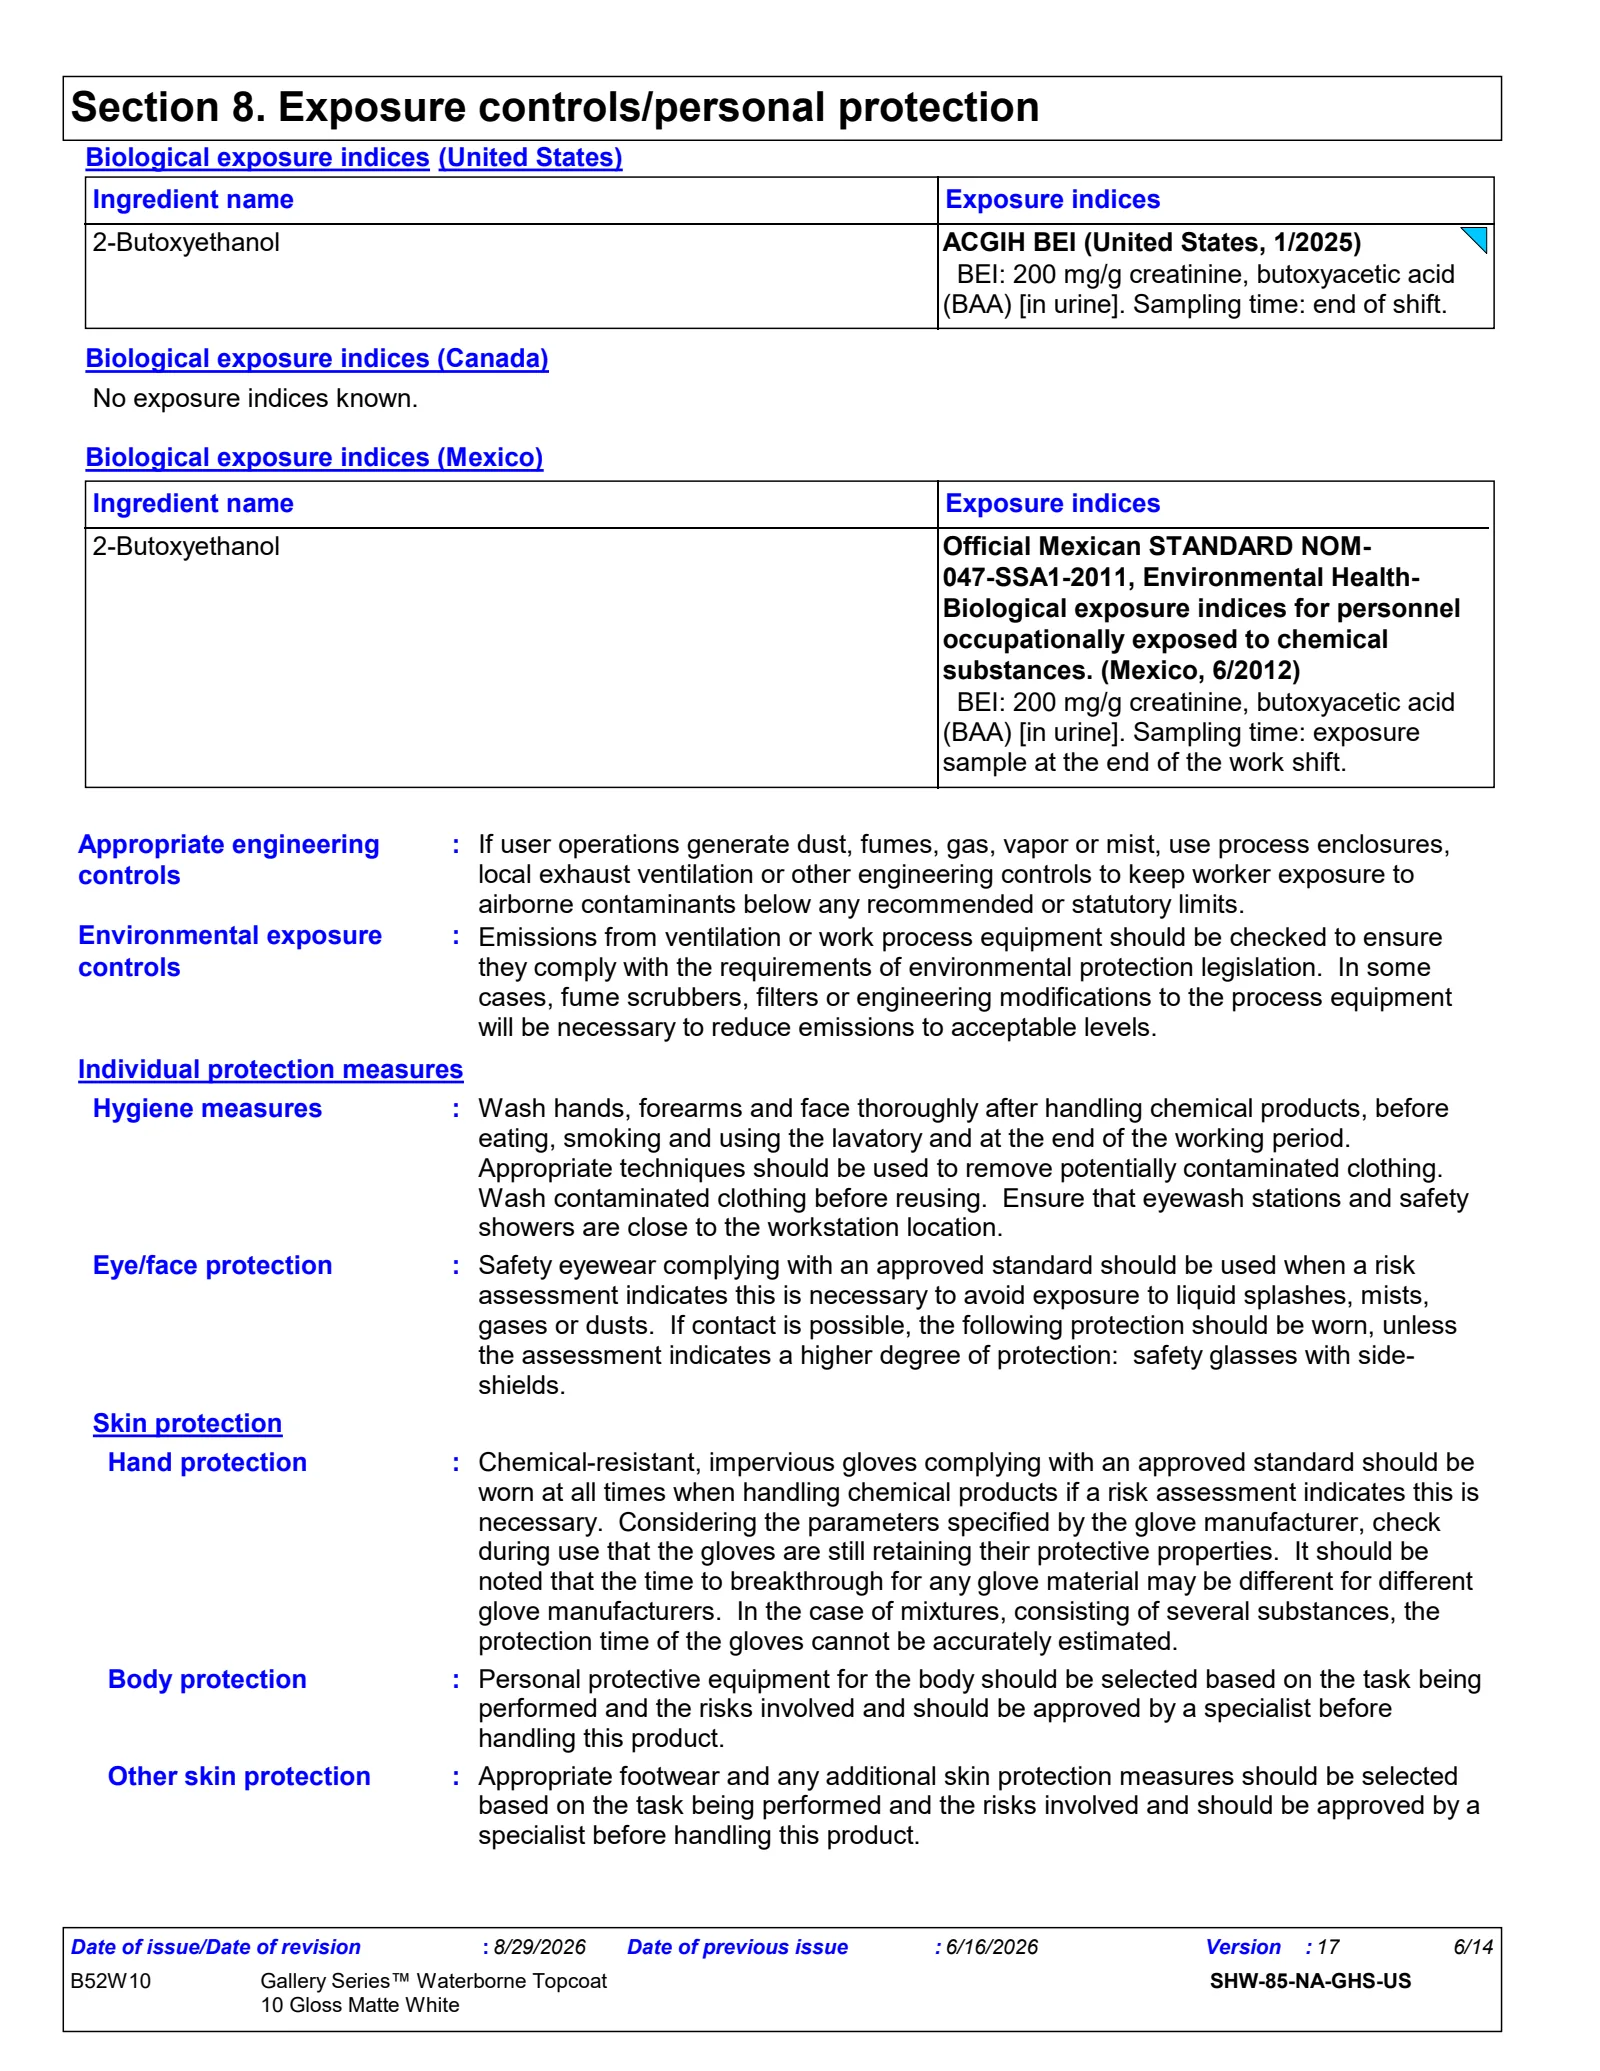 Section 8. Exposure controls/personal protection
Biological exposure indices (United States)
Ingredient name Exposure indices
2-Butoxyethanol ACGIH BEI (United States, 1/2025)
BEI: 200 mg/g creatinine, butoxyacetic acid
(BAA) [in urine]. Sampling time: end of shift.
Biological exposure indices (Canada)
No exposure indices known.
Biological exposure indices (Mexico)
Ingredient name Exposure indices
2-Butoxyethanol Official Mexican STANDARD NOM-
047-SSA1-2011, Environmental Health-
Biological exposure indices for personnel
occupationally exposed to chemical
substances. (Mexico, 6/2012)
BEI: 200 mg/g creatinine, butoxyacetic acid
(BAA) [in urine]. Sampling time: exposure
sample at the end of the work shift.
Appropriate engineering : If user operations generate dust, fumes, gas, vapor or mist, use process enclosures,
controls local exhaust ventilation or other engineering controls to keep worker exposure to
airborne contaminants below any recommended or statutory limits.
Environmental exposure : Emissions from ventilation or work process equipment should be checked to ensure
controls they comply with the requirements of environmental protection legislation. In some
cases, fume scrubbers, filters or engineering modifications to the process equipment
will be necessary to reduce emissions to acceptable levels.
Individual protection measures
Hygiene measures : Wash hands, forearms and face thoroughly after handling chemical products, before
eating, smoking and using the lavatory and at the end of the working period.
Appropriate techniques should be used to remove potentially contaminated clothing.
Wash contaminated clothing before reusing. Ensure that eyewash stations and safety
showers are close to the workstation location.
Eye/face protection : Safety eyewear complying with an approved standard should be used when a risk
assessment indicates this is necessary to avoid exposure to liquid splashes, mists,
gases or dusts. If contact is possible, the following protection should be worn, unless
the assessment indicates a higher degree of protection: safety glasses with side-
shields.
Skin protection
Hand protection : Chemical-resistant, impervious gloves complying with an approved standard should be
worn at all times when handling chemical products if a risk assessment indicates this is
necessary. Considering the parameters specified by the glove manufacturer, check
during use that the gloves are still retaining their protective properties. It should be
noted that the time to breakthrough for any glove material may be different for different
glove manufacturers. In the case of mixtures, consisting of several substances, the
protection time of the gloves cannot be accurately estimated.
Body protection : Personal protective equipment for the body should be selected based on the task being
performed and the risks involved and should be approved by a specialist before
handling this product.
Other skin protection : Appropriate footwear and any additional skin protection measures should be selected
based on the task being performed and the risks involved and should be approved by a
specialist before handling this product.
Date of issue/Date of revision : 8/29/2026 Date of previous issue : 6/16/2026 Version : 17 6/14
B52W10 Gallery Series™ Waterborne Topcoat SHW-85-NA-GHS-US
10 Gloss Matte White